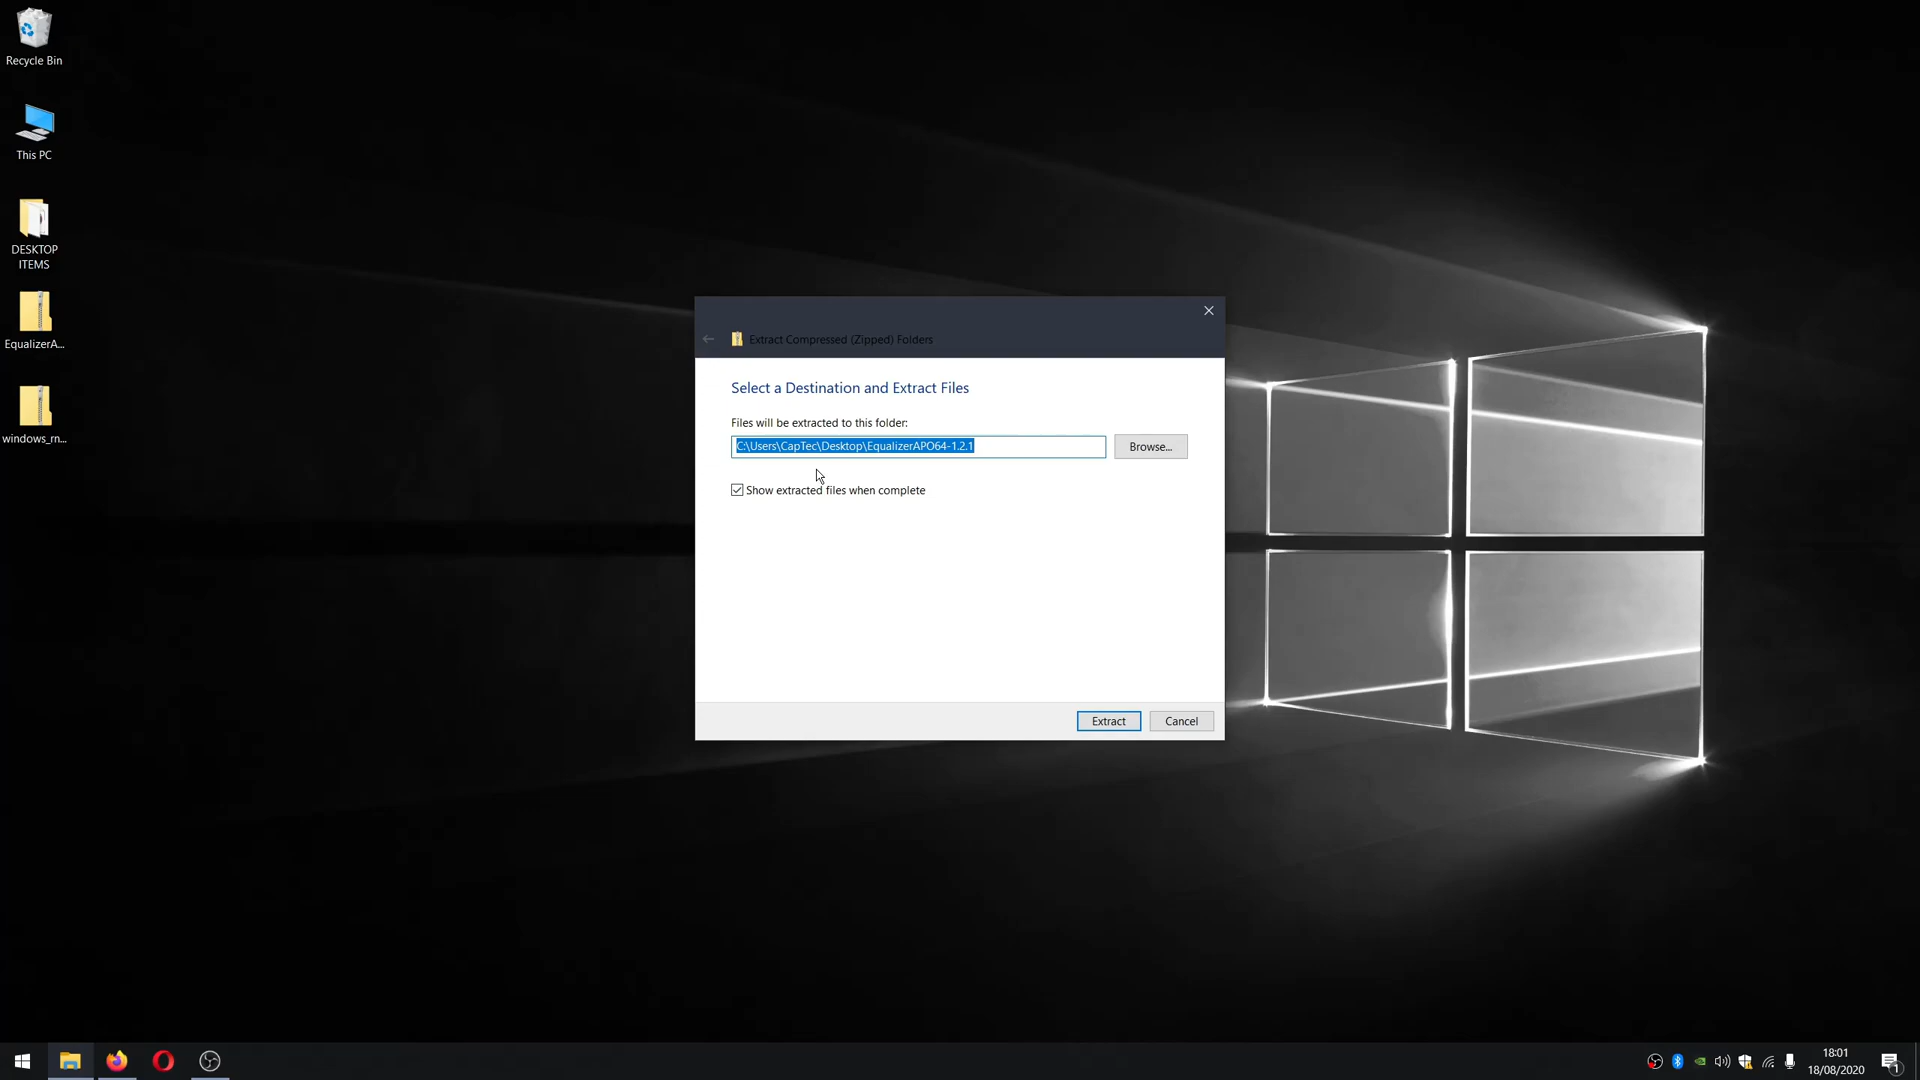 Recycle Bin
This PC
DESKTOP
ITEMS
EqualizerA...
windows_rn...
Extract Compressed (Zipped) Folders
Select a Destination and Extract Files
Files will be extracted to this folder:
C:\Users\CapTec\Desktop\EqualizerAPO64-1.2.1
Browse...
Show extracted files when complete
Extract
Cancel
18:01
18/08/2020
1